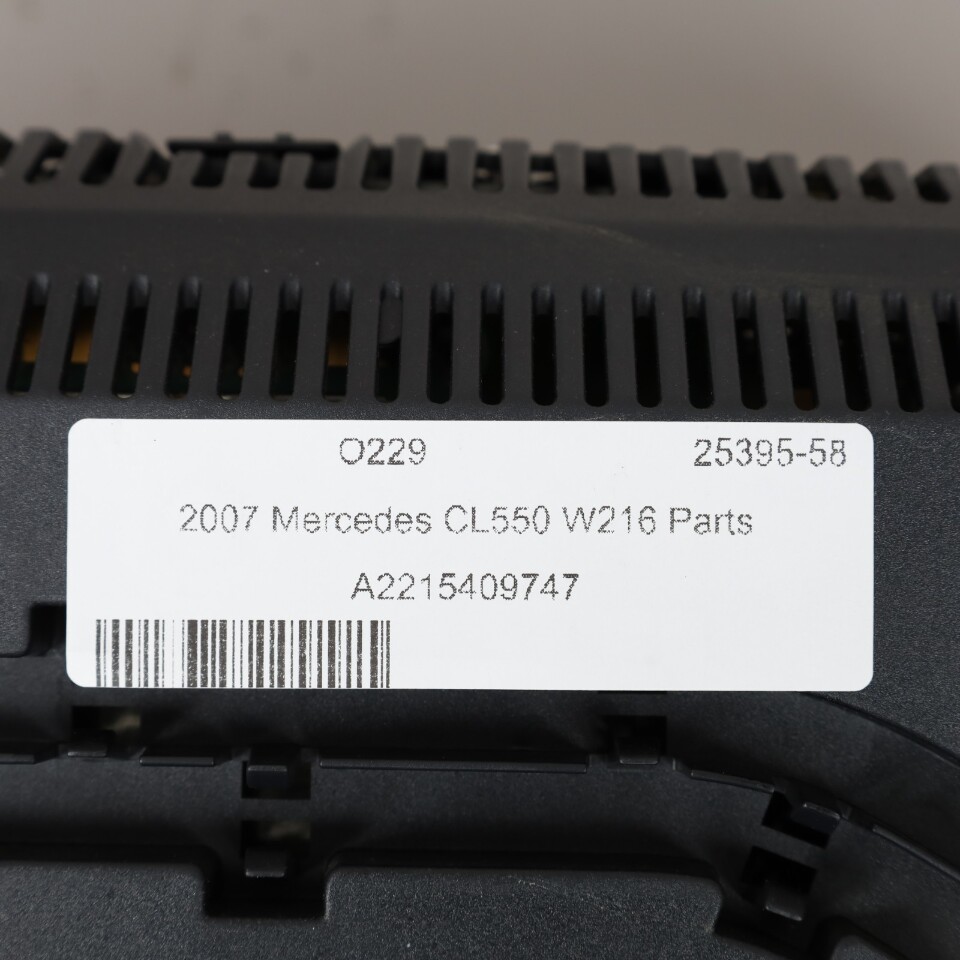 O229 25395-58
2007 Mercedes CL550 W216 Parts
A2215409747